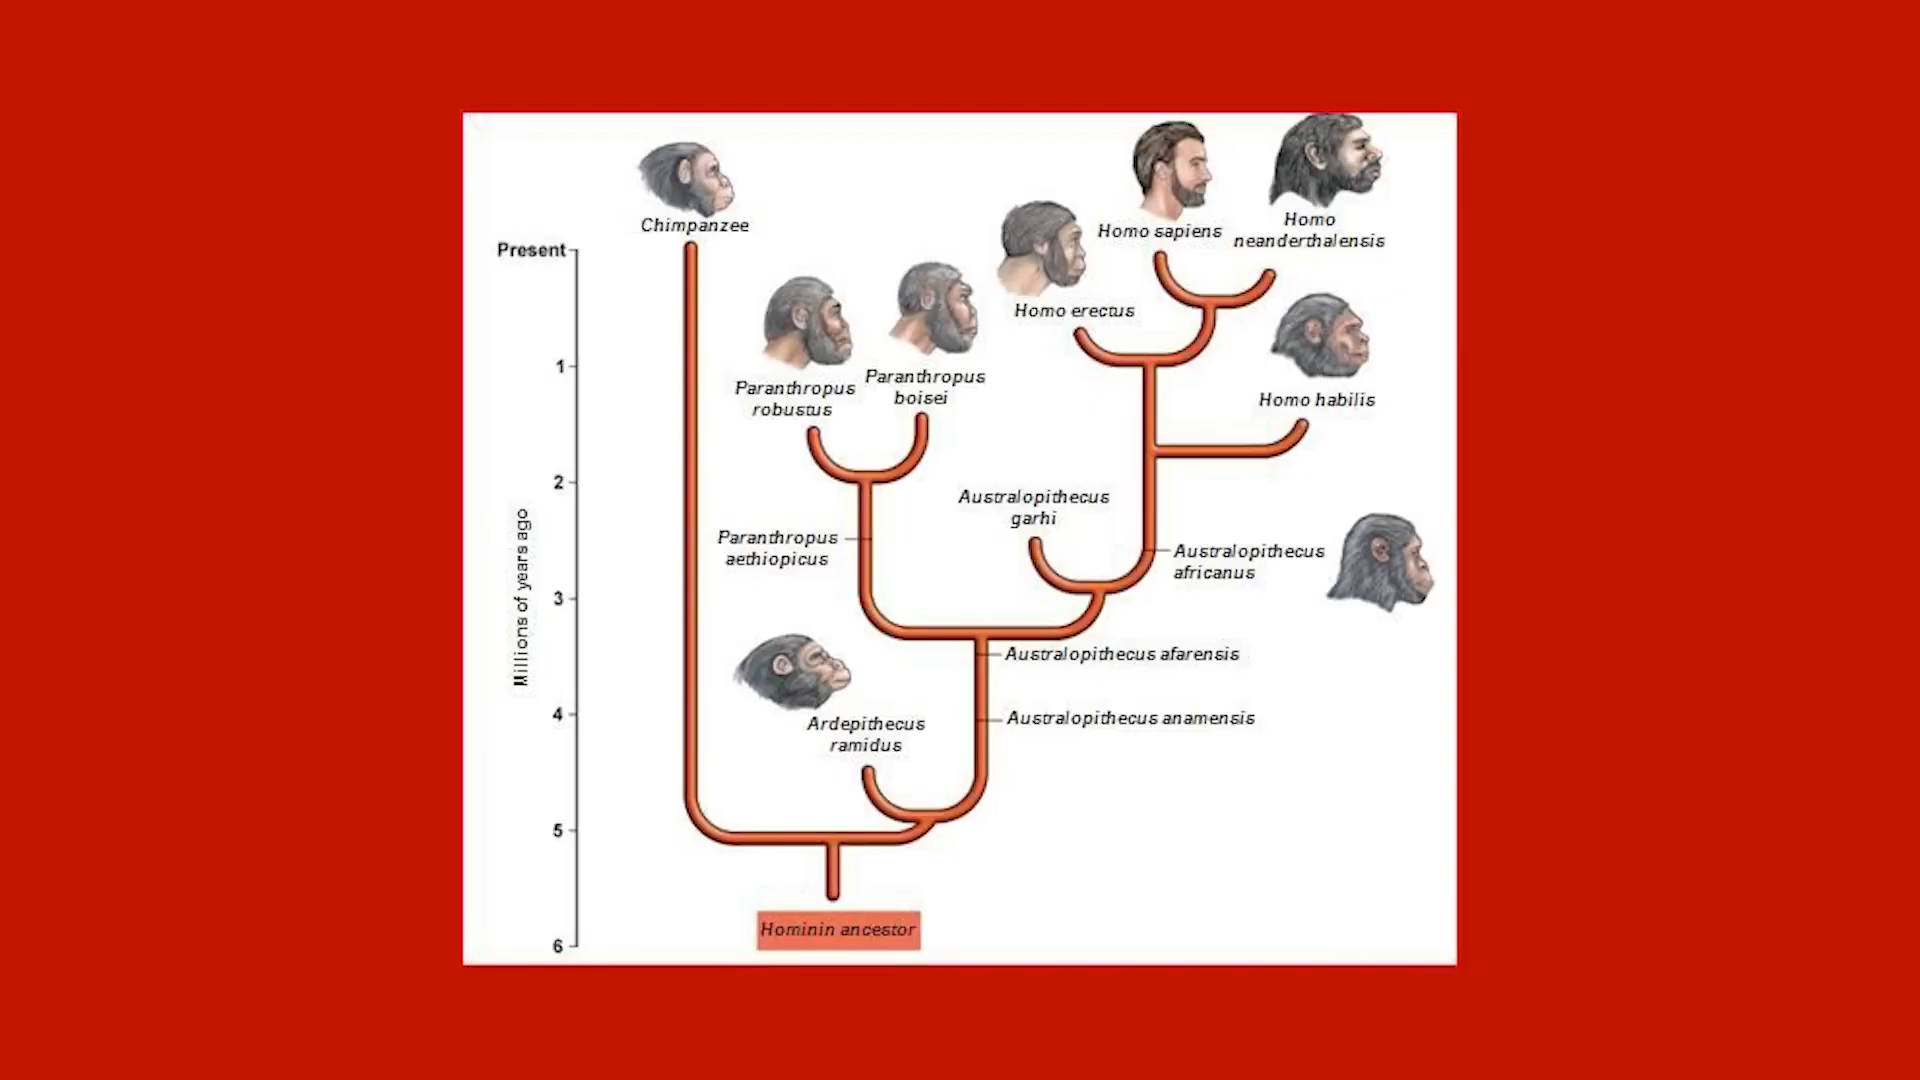 Chimpanzee
Homo sapiens
Homo
neanderthalensis
Present
Homo erectus
Paranthropus
robustus
Paranthropus
boisei
1
Homo habilis
2
Australopithecus
garhi
Paranthropus
aethiopicus
Australopithecus
africanus
Millions of years ago
3
Australopithecus afarensis
4
Ardepithecus
ramidus
Australopithecus anamensis
5
Hominin ancestor
6